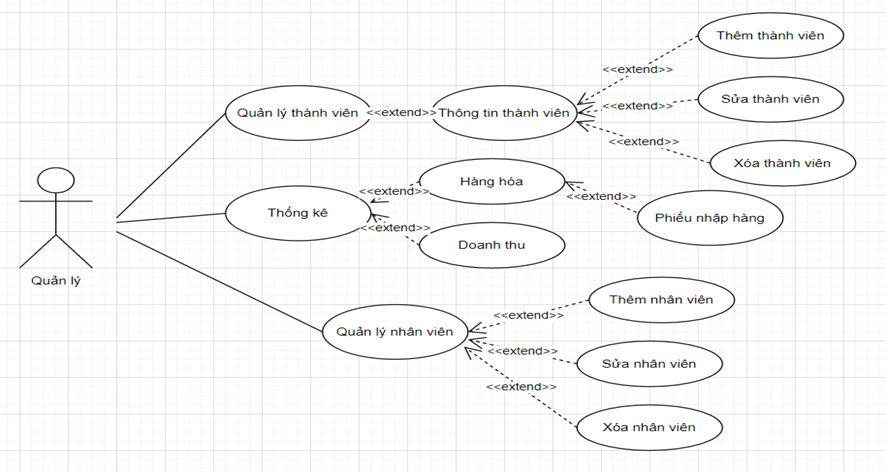 Thêm thành viên
<<extend>>
Quản lý thành viên
<<extend>>
Thông tin thành viên
<<extend>>
Sửa thành viên
<<extend>>
Xóa thành viên
Thống kê
<<extend>>
Hàng hóa
<<extend>>
Phiếu nhập hàng
<<extend>>
Doanh thu
Quản lý
Quản lý nhân viên
<<extend>>
Thêm nhân viên
<<extend>>
Sửa nhân viên
<<extend>>
Xóa nhân viên